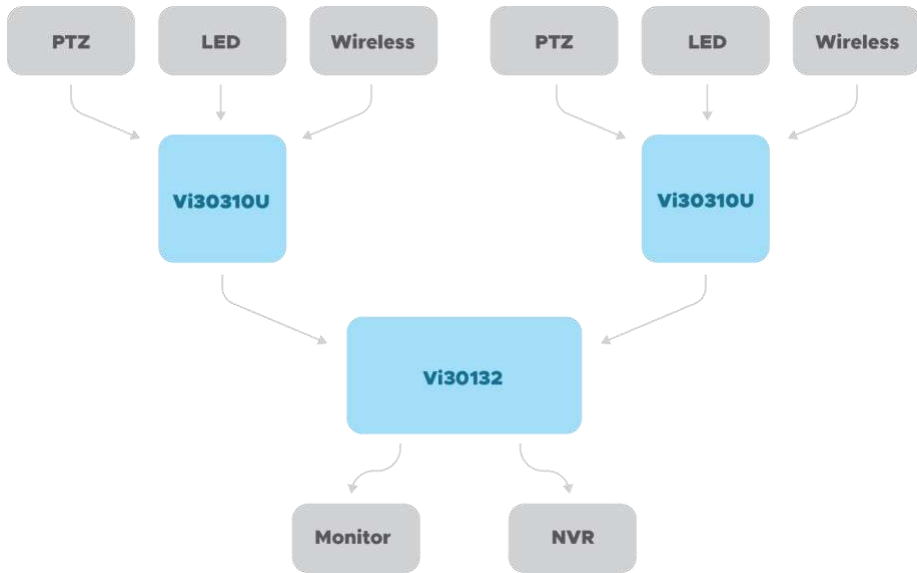 PTZ
LED
Wireless
PTZ
LED
Wireless
Vi30310U
Vi30310U
Vi30132
Monitor
NVR